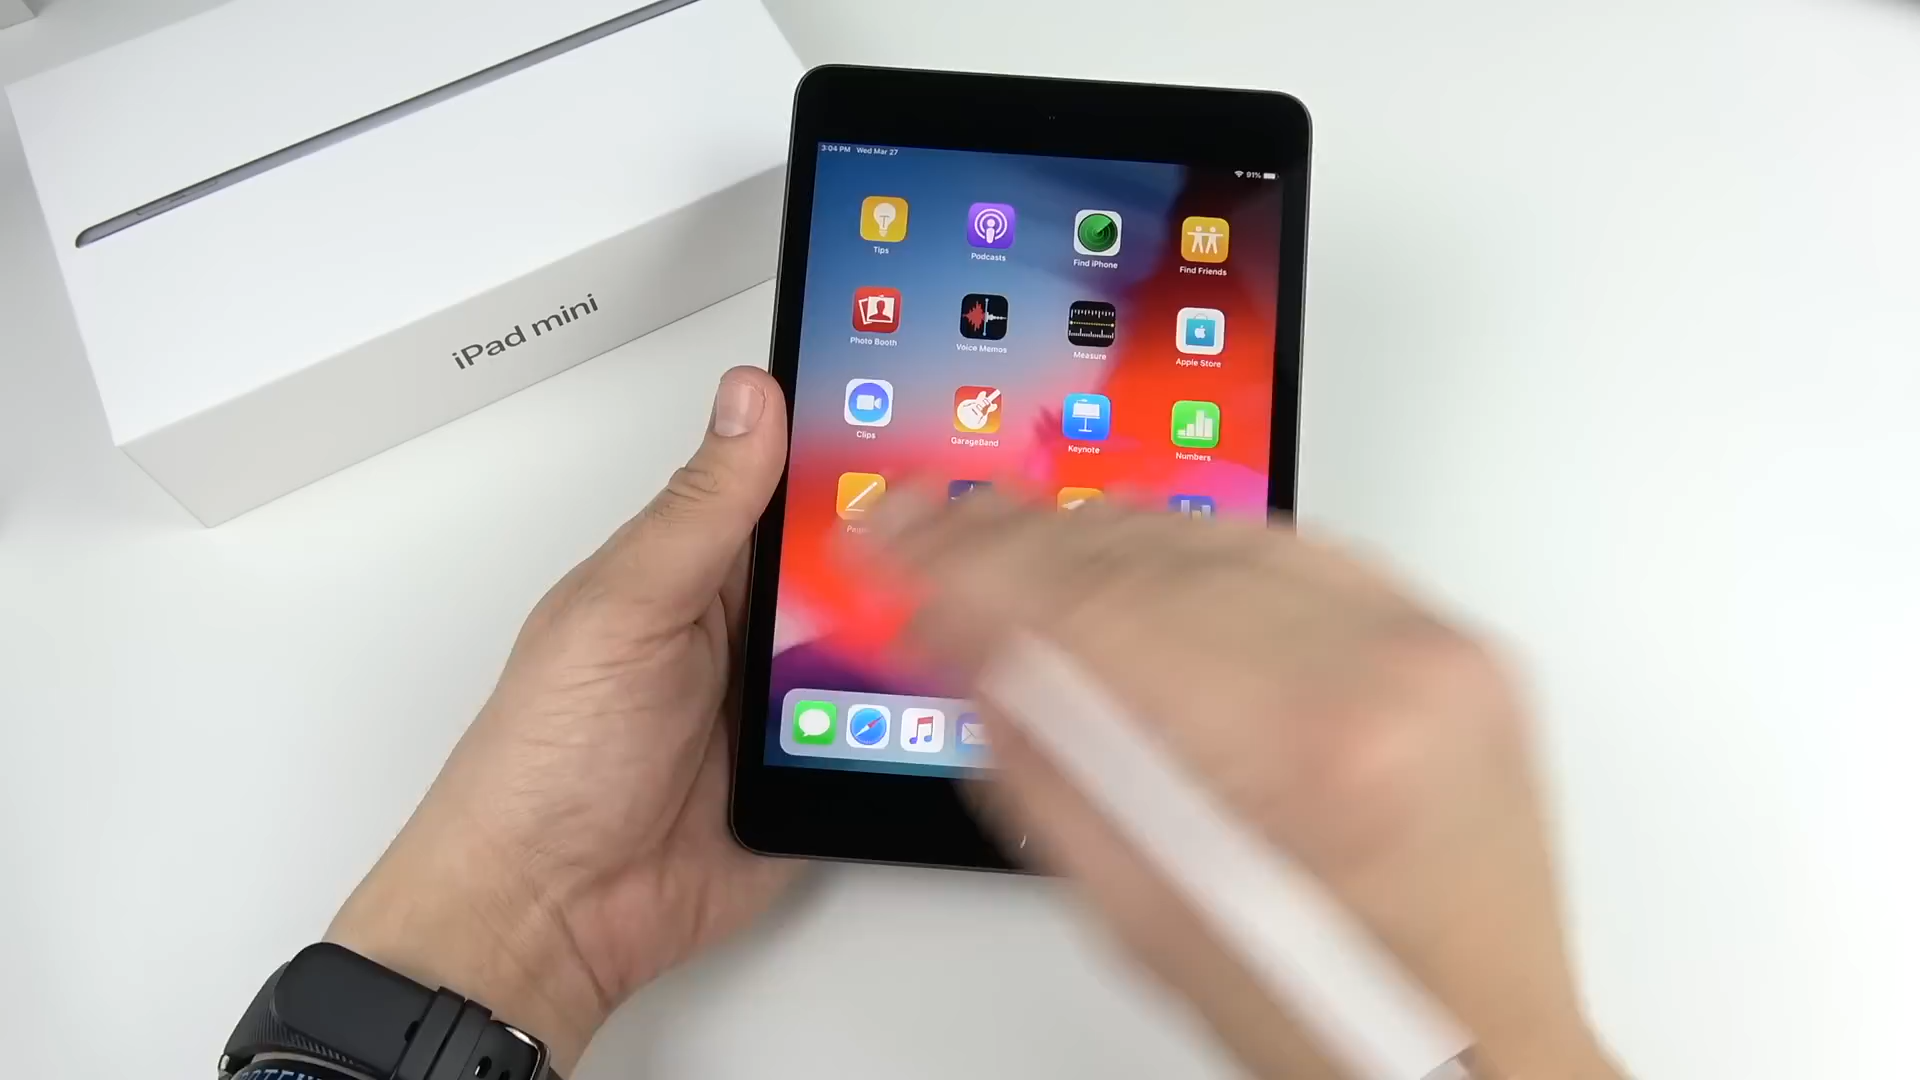 iPad mini
3:04 PM Wed Mar 27
91%
Tips
Podcasts
Find iPhone
Find Friends
Photo Booth
Voice Memos
Measure
Apple Store
Clips
GarageBand
Keynote
Numbers